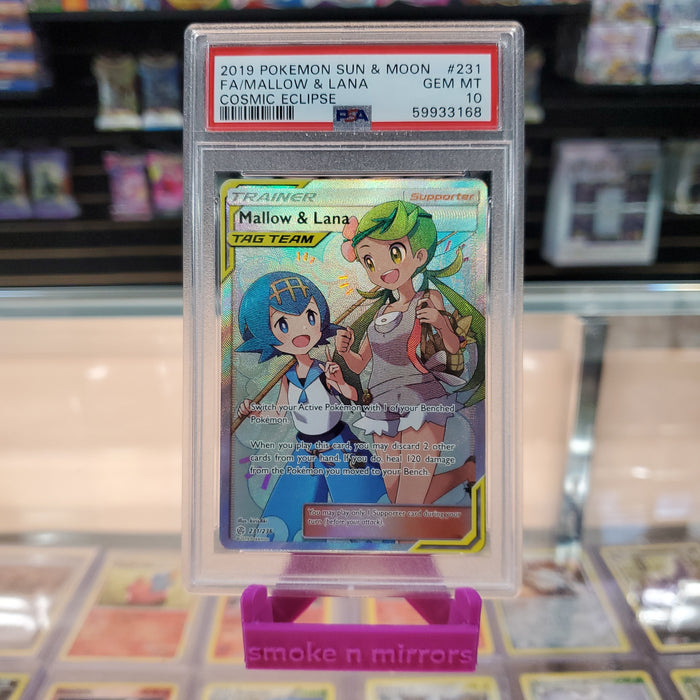 2019 POKEMON SUN & MOON #231
FA/MALLOW & LANA GEM MT
COSMIC ECLIPSE 10
PSA 59933168
TRAINER Supporter
Mallow & Lana
TAG TEAM
Switch your Active Pokémon with 1 of your Benched
Pokémon.
When you play this card, you may discard 2 other
cards from your hand. If you do, heal 120 damage
from the Pokémon you moved to your Bench.
You may play only 1 Supporter card during your
turn (before your attack).
Illus.
231/236
smoke n mirrors